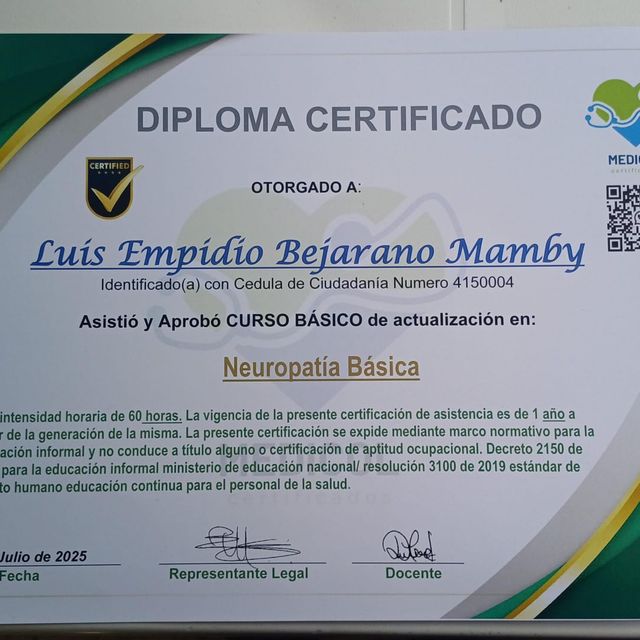 DIPLOMA CERTIFICADO
CERTIFIED
MEDIC
certific
OTORGADO A:
Luis Empidio Bejarano Mamby
Identificado(a) con Cedula de Ciudadanía Numero 4150004
Asistió y Aprobó CURSO BÁSICO de actualización en:
Neuropatía Básica
intensidad horaria de 60 horas. La vigencia de la presente certificación de asistencia es de 1 año a
r de la generación de la misma. La presente certificación se expide mediante marco normativo para la
ación informal y no conduce a título alguno o certificación de aptitud ocupacional. Decreto 2150 de
para la educación informal ministerio de educación nacional/ resolución 3100 de 2019 estándar de
to humano educación continua para el personal de la salud.
certificados
Julio de 2025
Fecha
Representante Legal
Docente